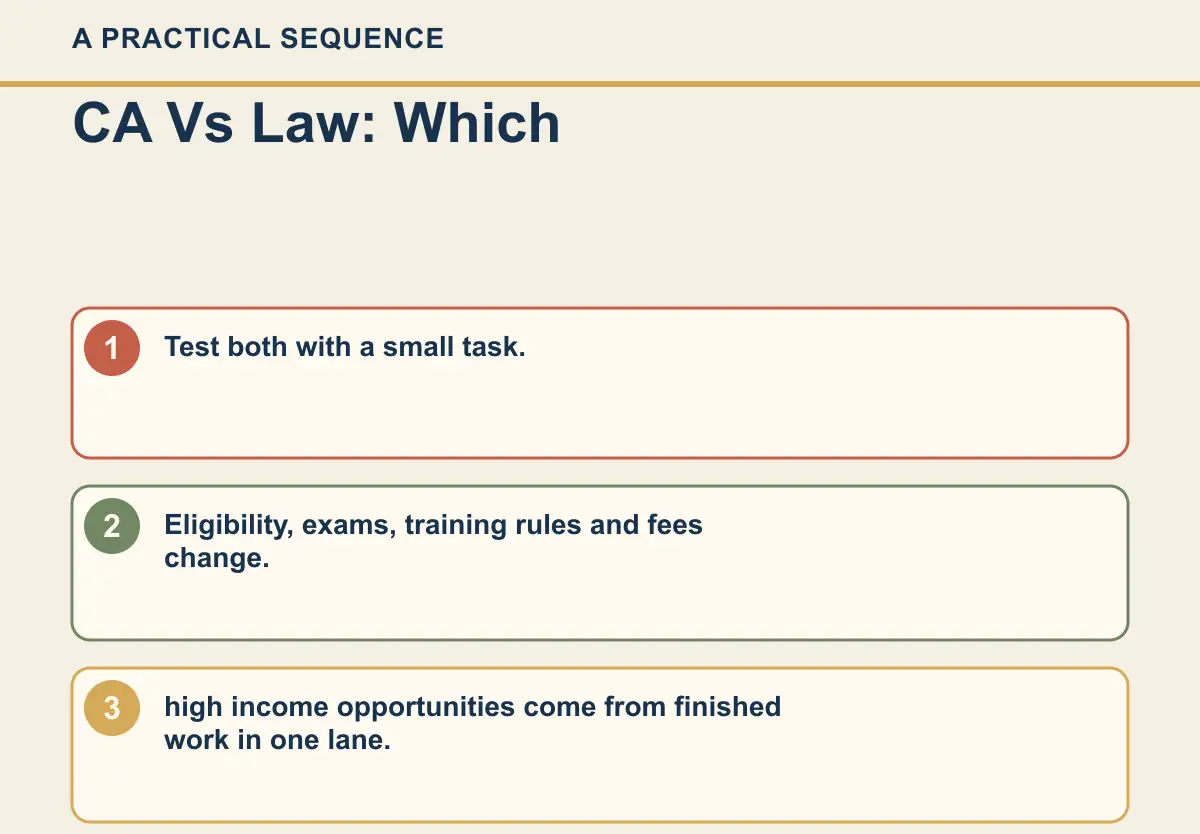 A PRACTICAL SEQUENCE
CA Vs Law: Which
1
Test both with a small task.
2
Eligibility, exams, training rules and fees
change.
3
high income opportunities come from finished
work in one lane.